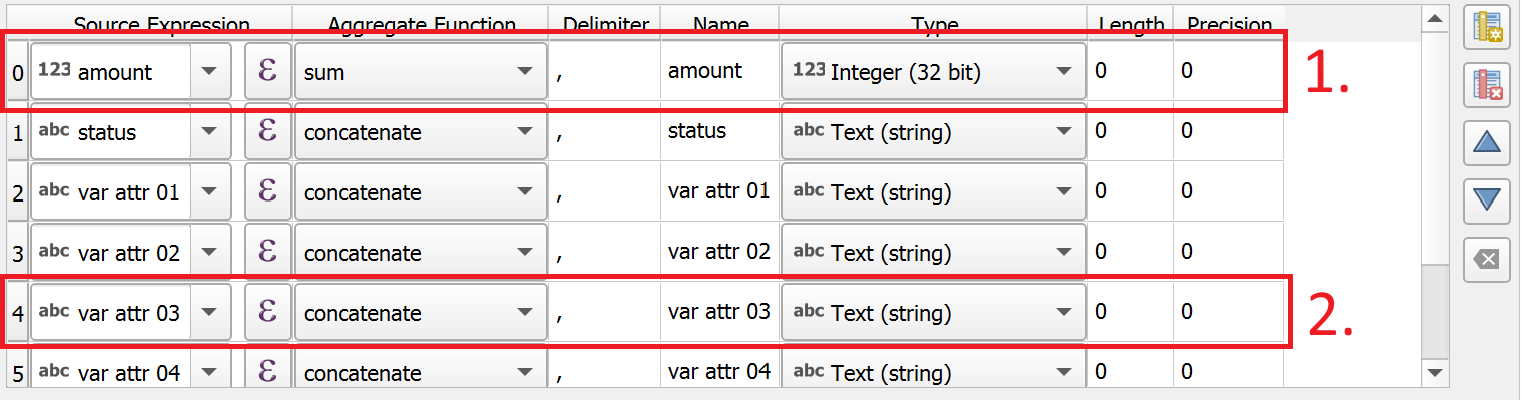 Source Expression Aggregate Function Delimiter Name Type Length Precision
0 123 amount ε sum , amount 123 Integer (32 bit) 0 0 1.
1 abc status ε concatenate , status abc Text (string) 0 0
2 abc var attr 01 ε concatenate , var attr 01 abc Text (string) 0 0
3 abc var attr 02 ε concatenate , var attr 02 abc Text (string) 0 0
4 abc var attr 03 ε concatenate , var attr 03 abc Text (string) 0 0 2.
5 abc var attr 04 ε concatenate , var attr 04 abc Text (string) 0 0